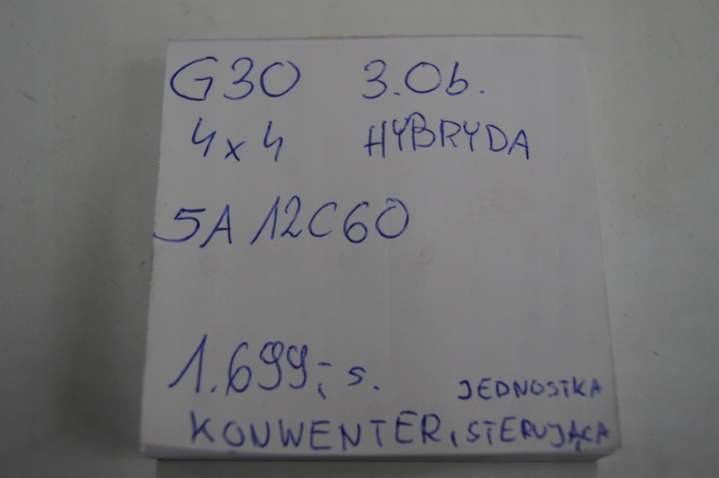 G30 3.0b.
4x4 HYBRYDA
5A12C60
1.699,- s.
JEDNOSTKA
KONWENTER, STERUJĄCA